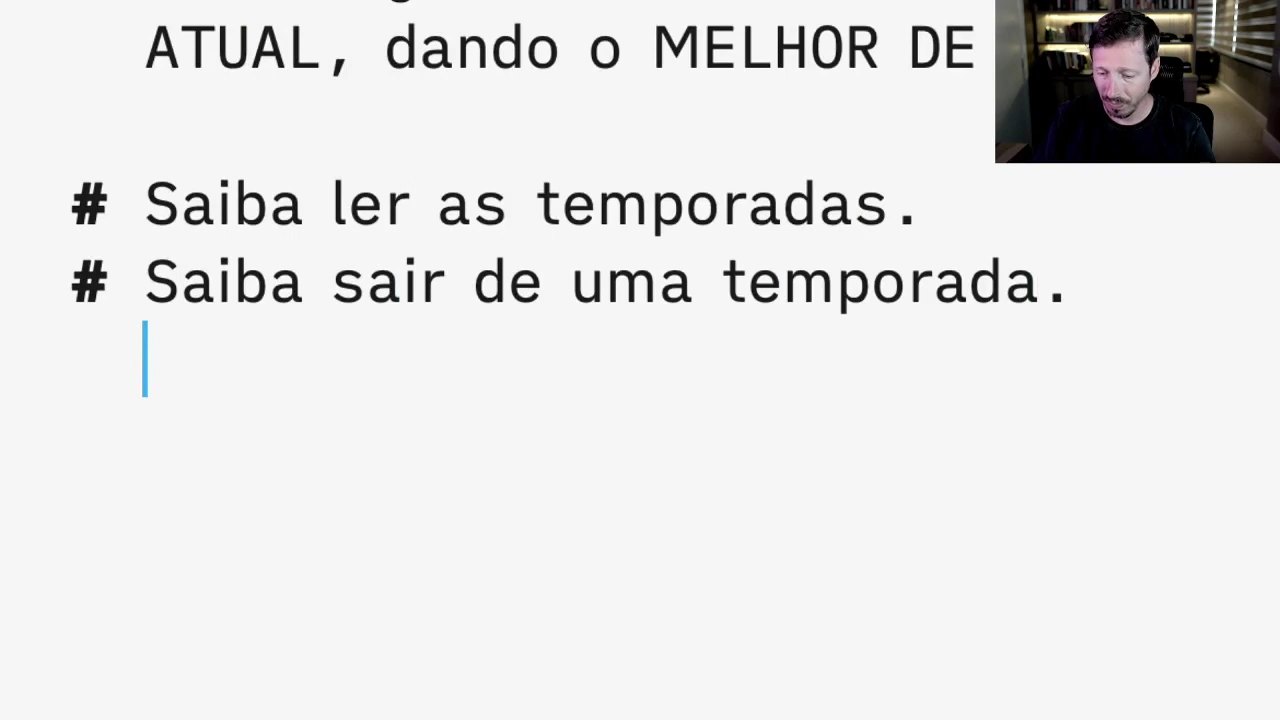 ATUAL, dando o MELHOR DE
# Saiba ler as temporadas.
# Saiba sair de uma temporada.